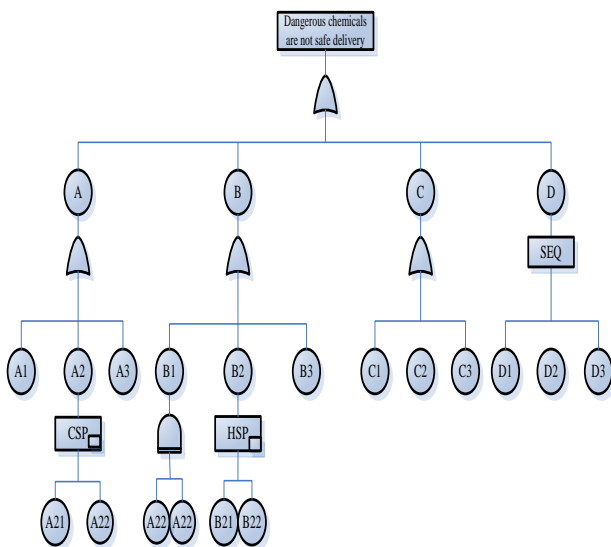 Dangerous chemicals
are not safe delivery
A
B
C
D
SEQ
A1
A2
A3
B1
B2
B3
C1
C2
C3
D1
D2
D3
CSP
HSP
A21
A22
A22
A22
B21
B22